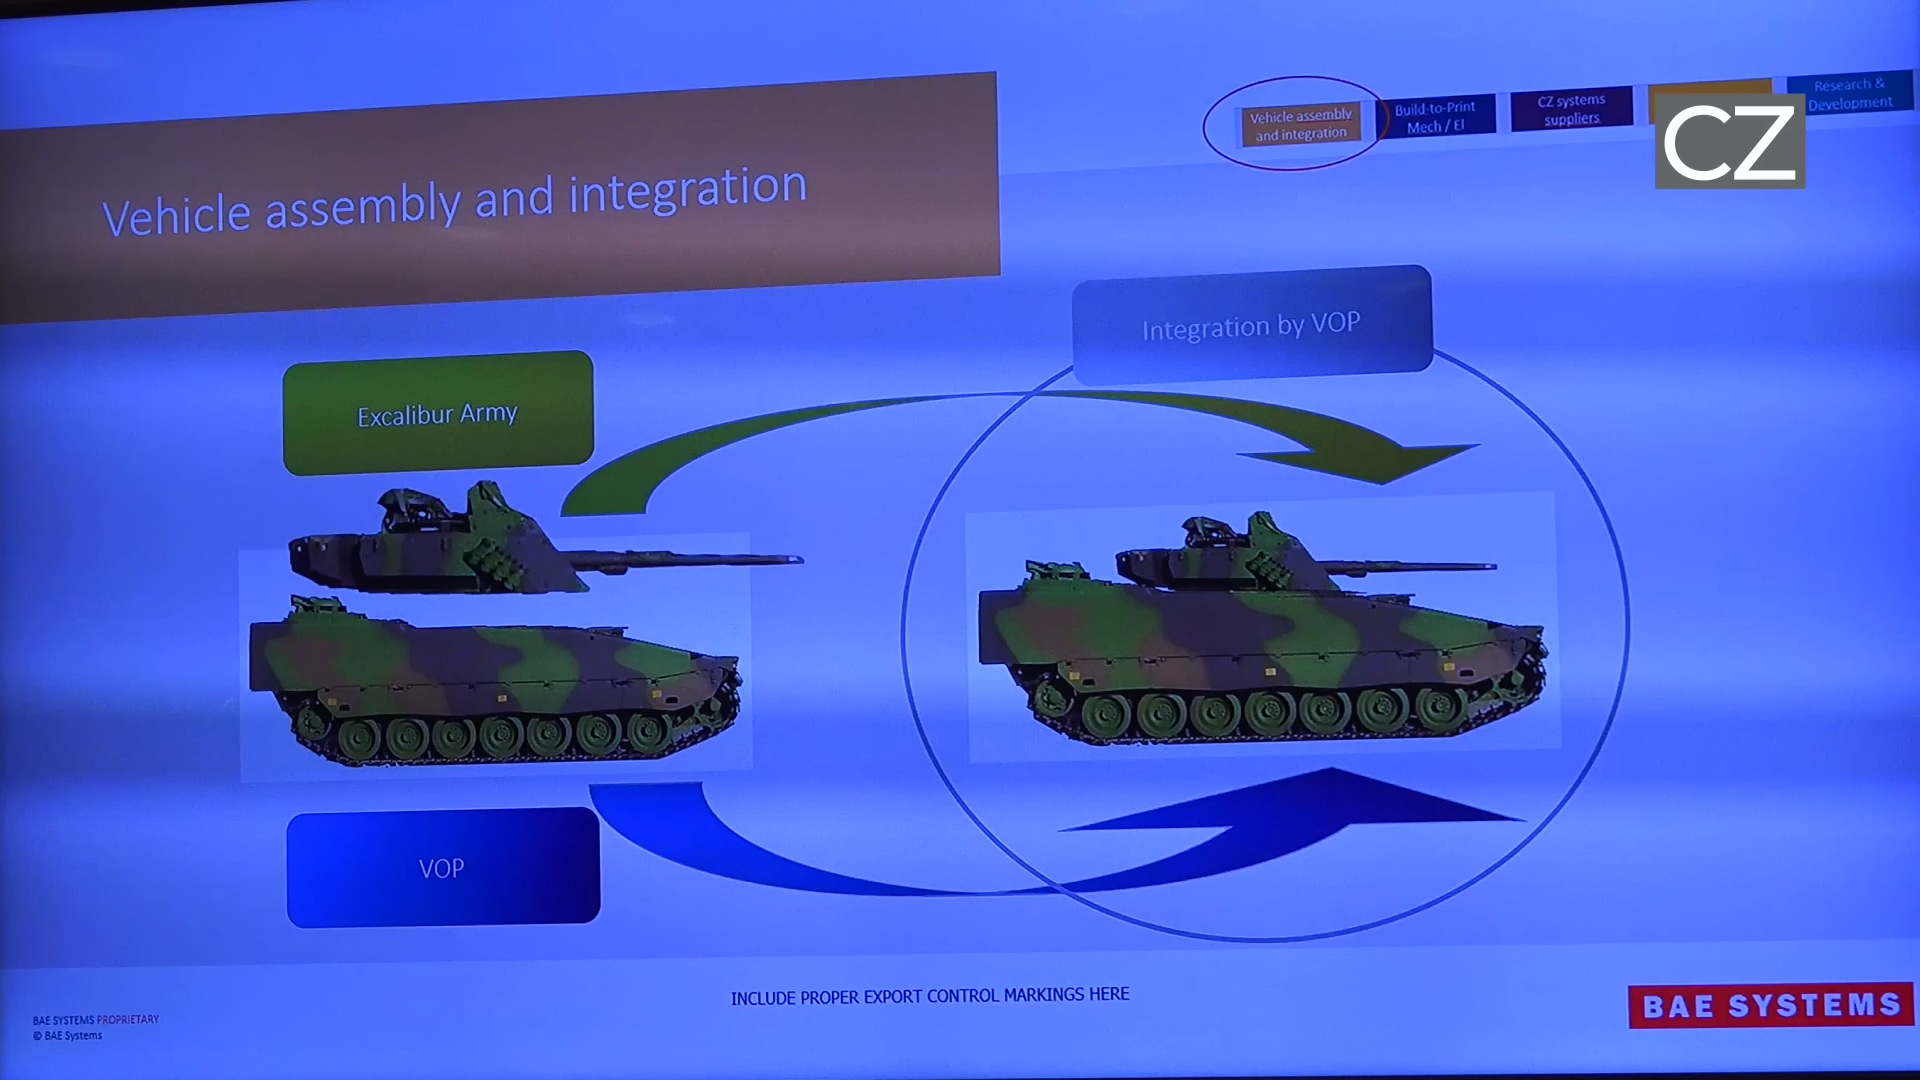 Vehicle assembly
and integration
Build-to-Print
Mech / El
CZ systems
suppliers
Research &
Development
CZ
Vehicle assembly and integration
Integration by VOP
Excalibur Army
VOP
INCLUDE PROPER EXPORT CONTROL MARKINGS HERE
BAE SYSTEMS PROPRIETARY
© BAE Systems
BAE SYSTEMS